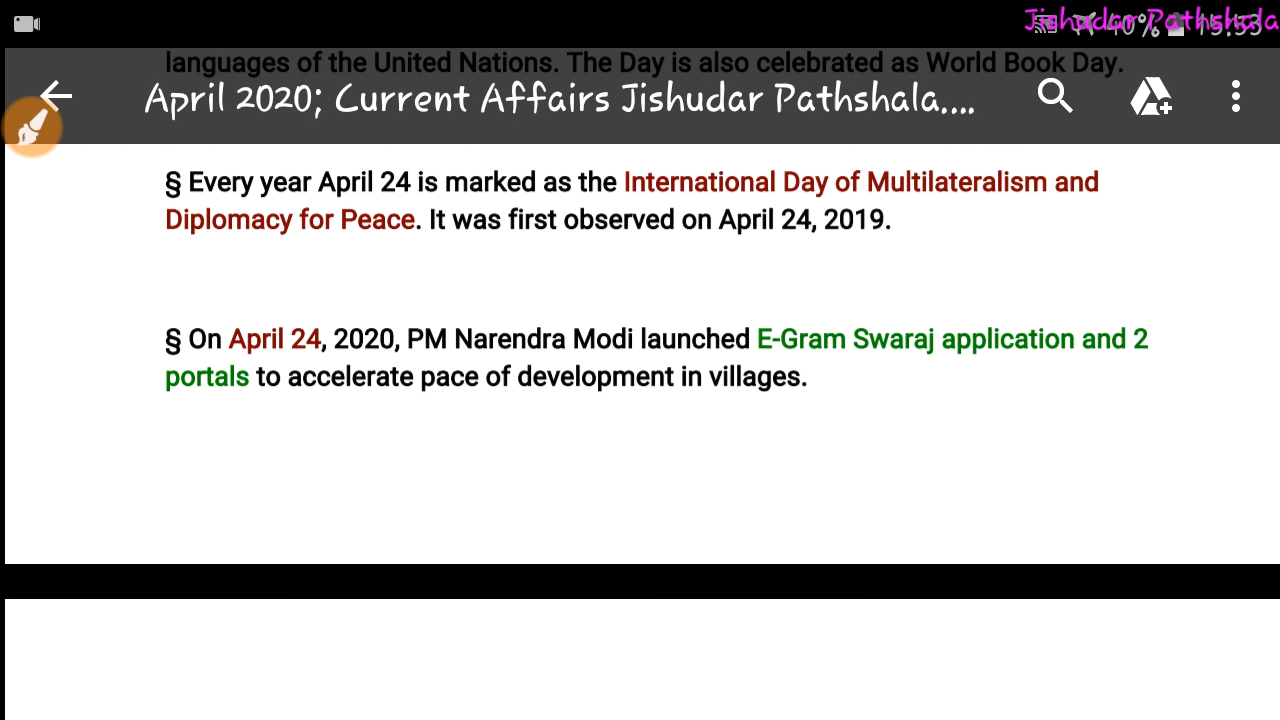 Jishudar Pathshala
40% 15:53
languages of the United Nations. The Day is also celebrated as World Book Day.
April 2020; Current Affairs Jishudar Pathshala....
§ Every year April 24 is marked as the International Day of Multilateralism and
Diplomacy for Peace. It was first observed on April 24, 2019.
§ On April 24, 2020, PM Narendra Modi launched E-Gram Swaraj application and 2
portals to accelerate pace of development in villages.